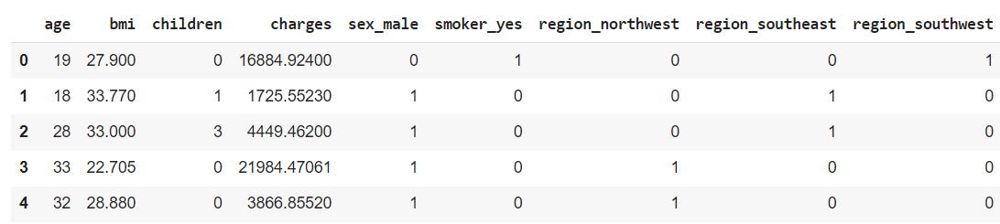 age bmi children charges sex_male smoker_yes region_northwest region_southeast region_southwest
0 19 27.900 0 16884.92400 0 1 0 0 1
1 18 33.770 1 1725.55230 1 0 0 1 0
2 28 33.000 3 4449.46200 1 0 0 1 0
3 33 22.705 0 21984.47061 1 0 1 0 0
4 32 28.880 0 3866.85520 1 0 1 0 0